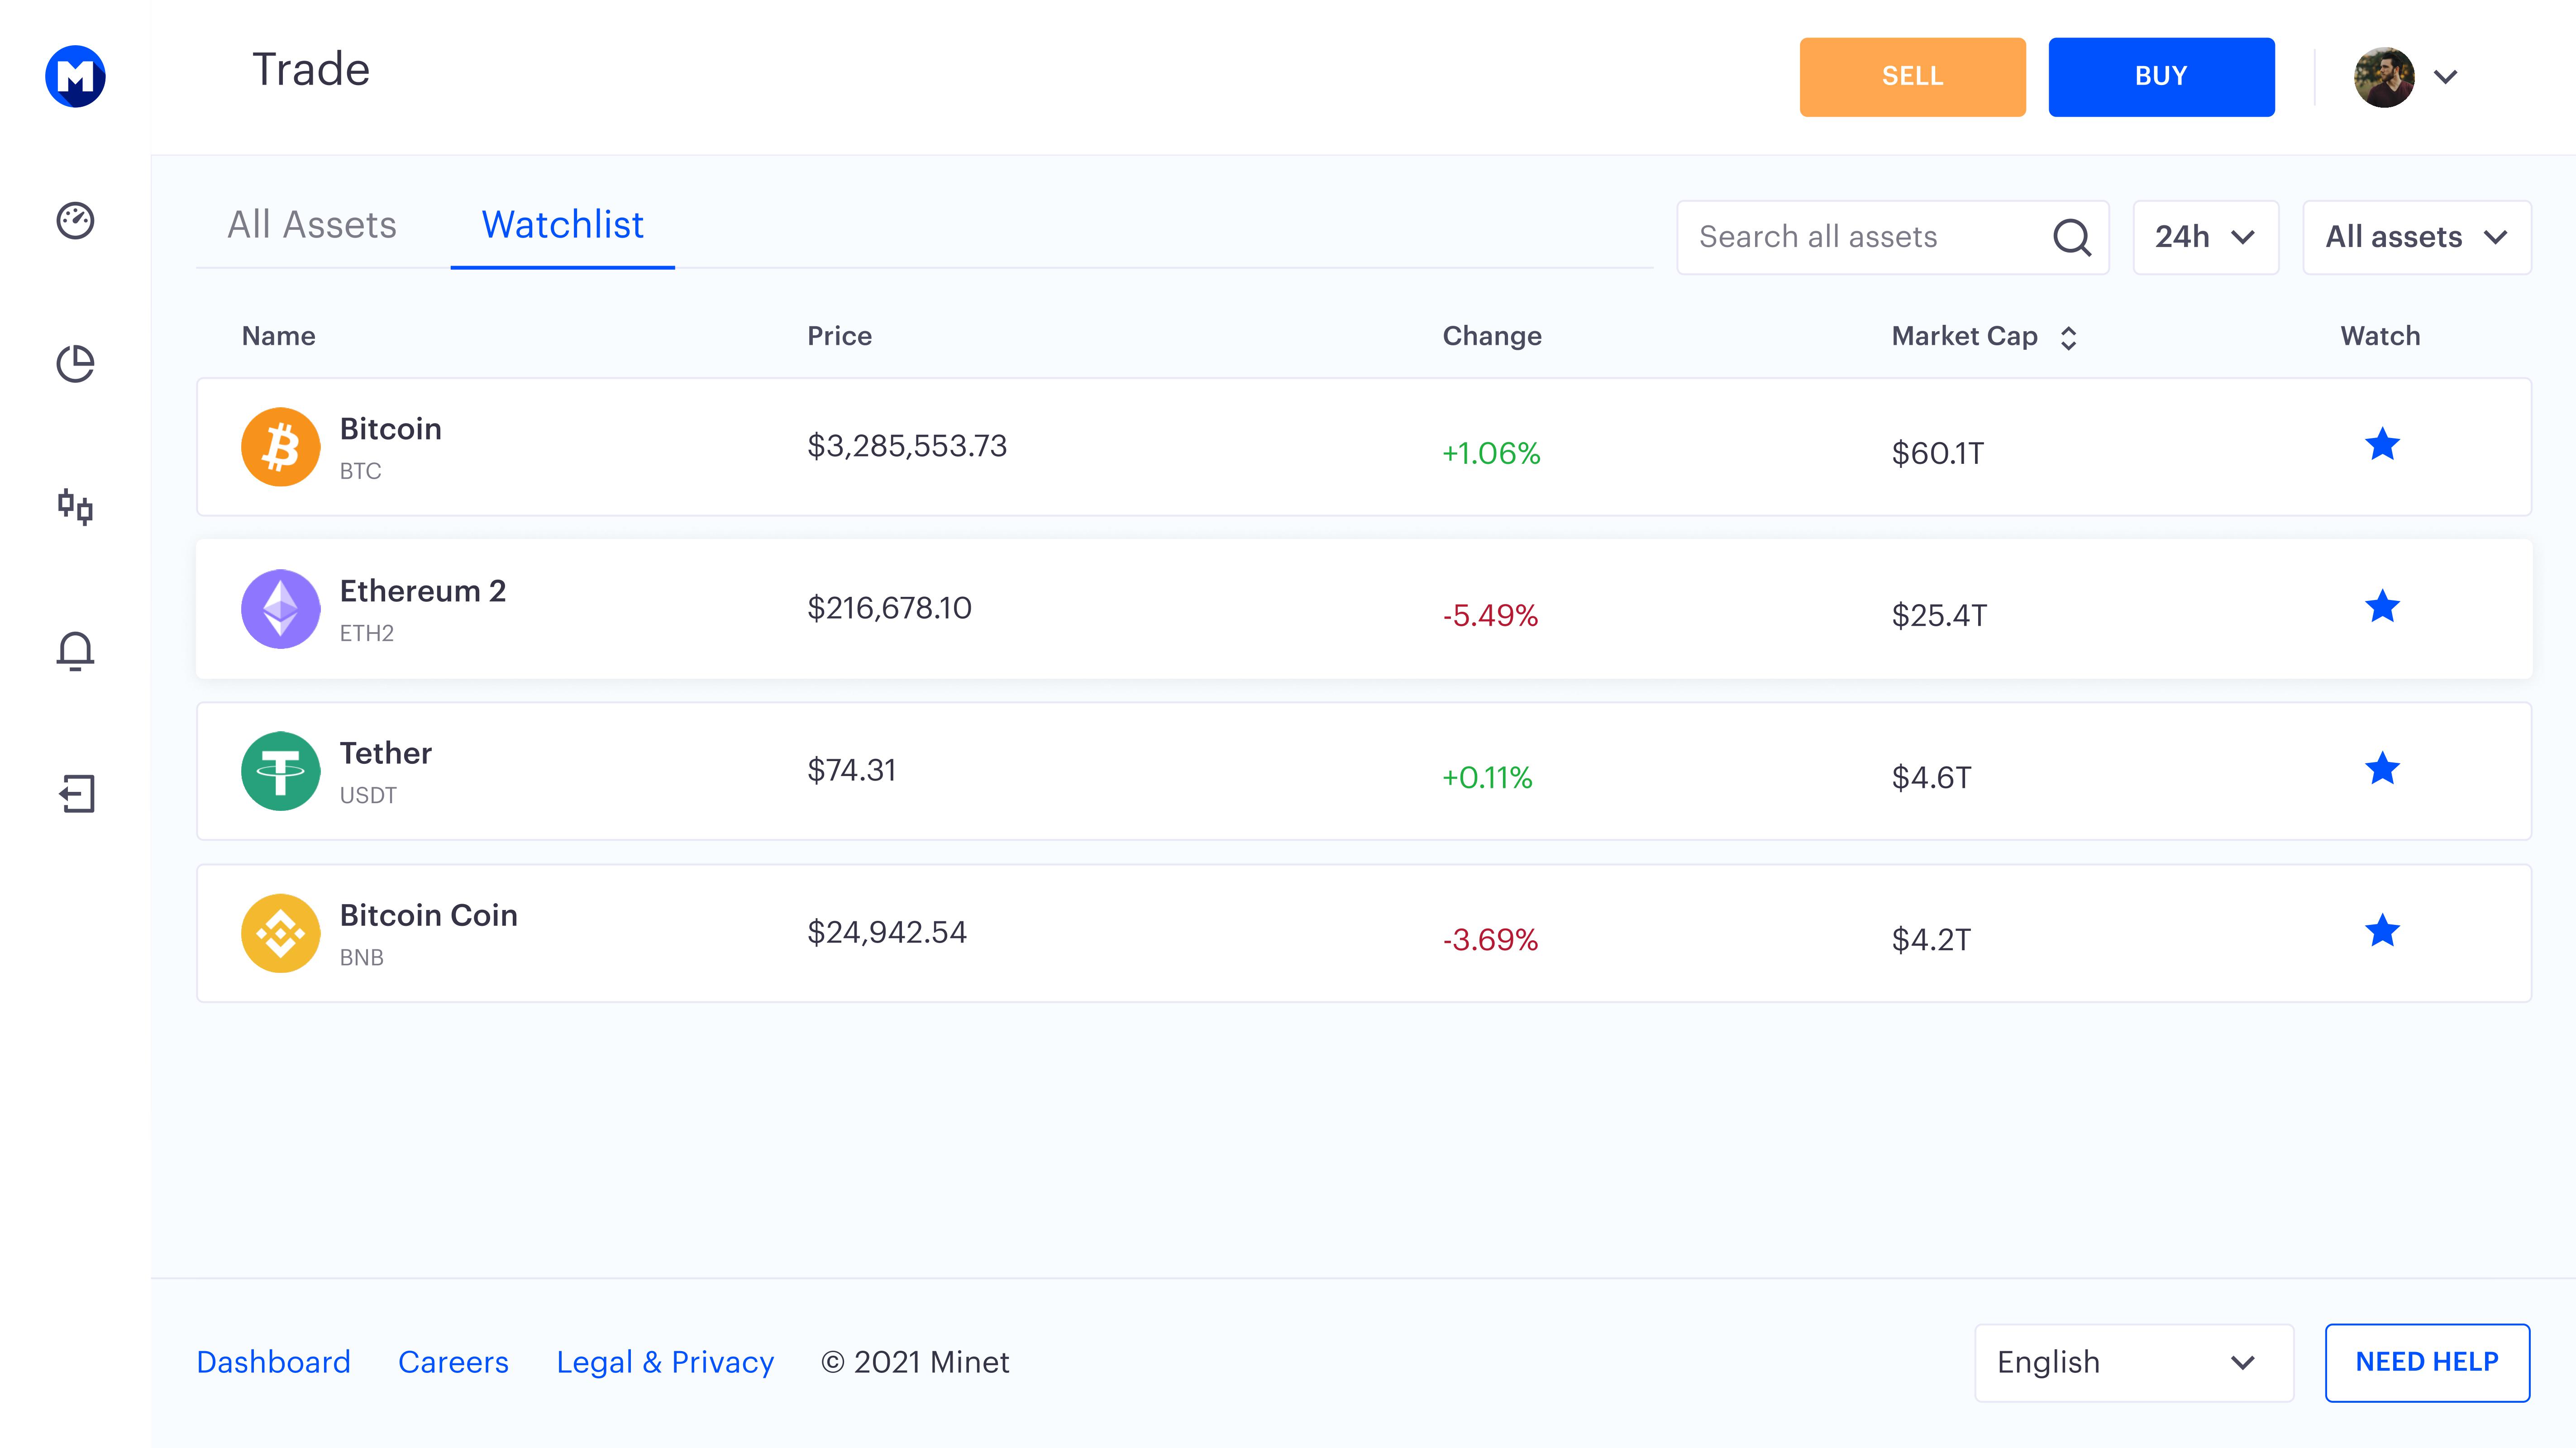 M
Trade
SELL
BUY
All Assets
Watchlist
Search all assets
24h
All assets
Name
Price
Change
Market Cap
Watch
Bitcoin
BTC
$3,285,553.73
+1.06%
$60.1T
Ethereum 2
ETH2
$216,678.10
-5.49%
$25.4T
Tether
USDT
$74.31
+0.11%
$4.6T
Bitcoin Coin
BNB
$24,942.54
-3.69%
$4.2T
Dashboard
Careers
Legal & Privacy
© 2021 Minet
English
NEED HELP